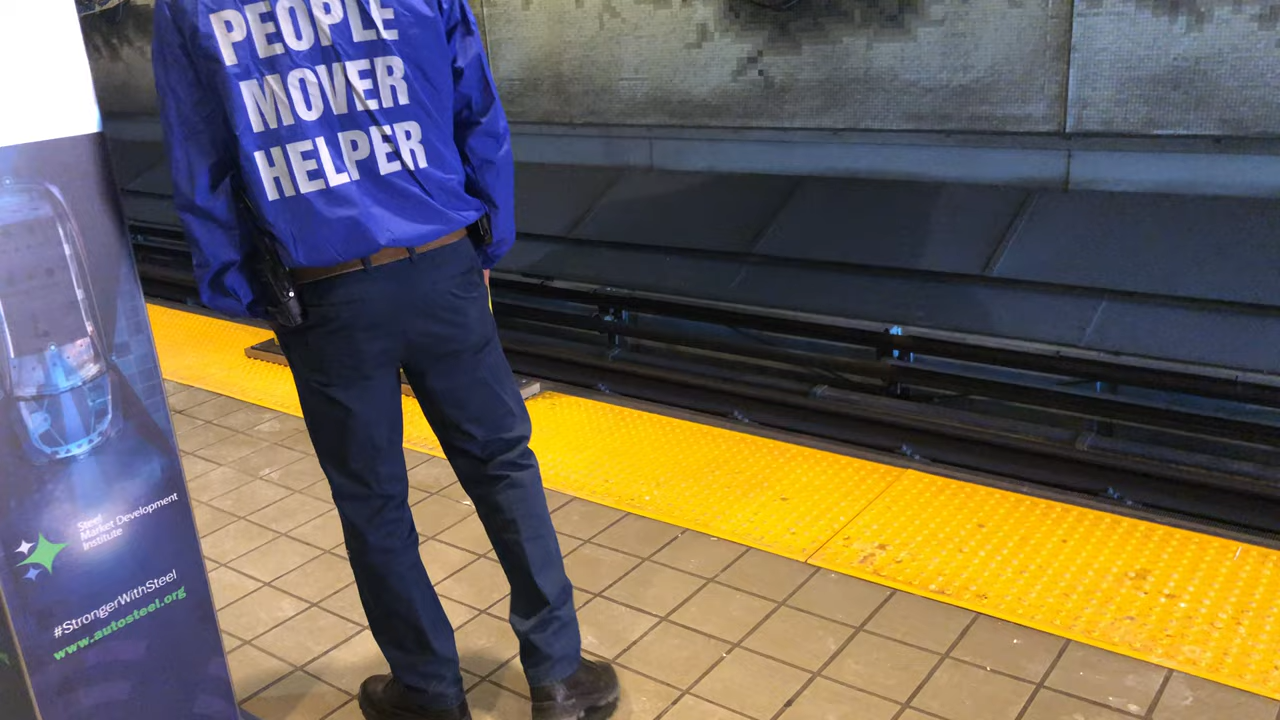 PEOPLE
MOVER
HELPER
Steel
Market Development
Institute
#StrongerWithSteel
www.autosteel.org